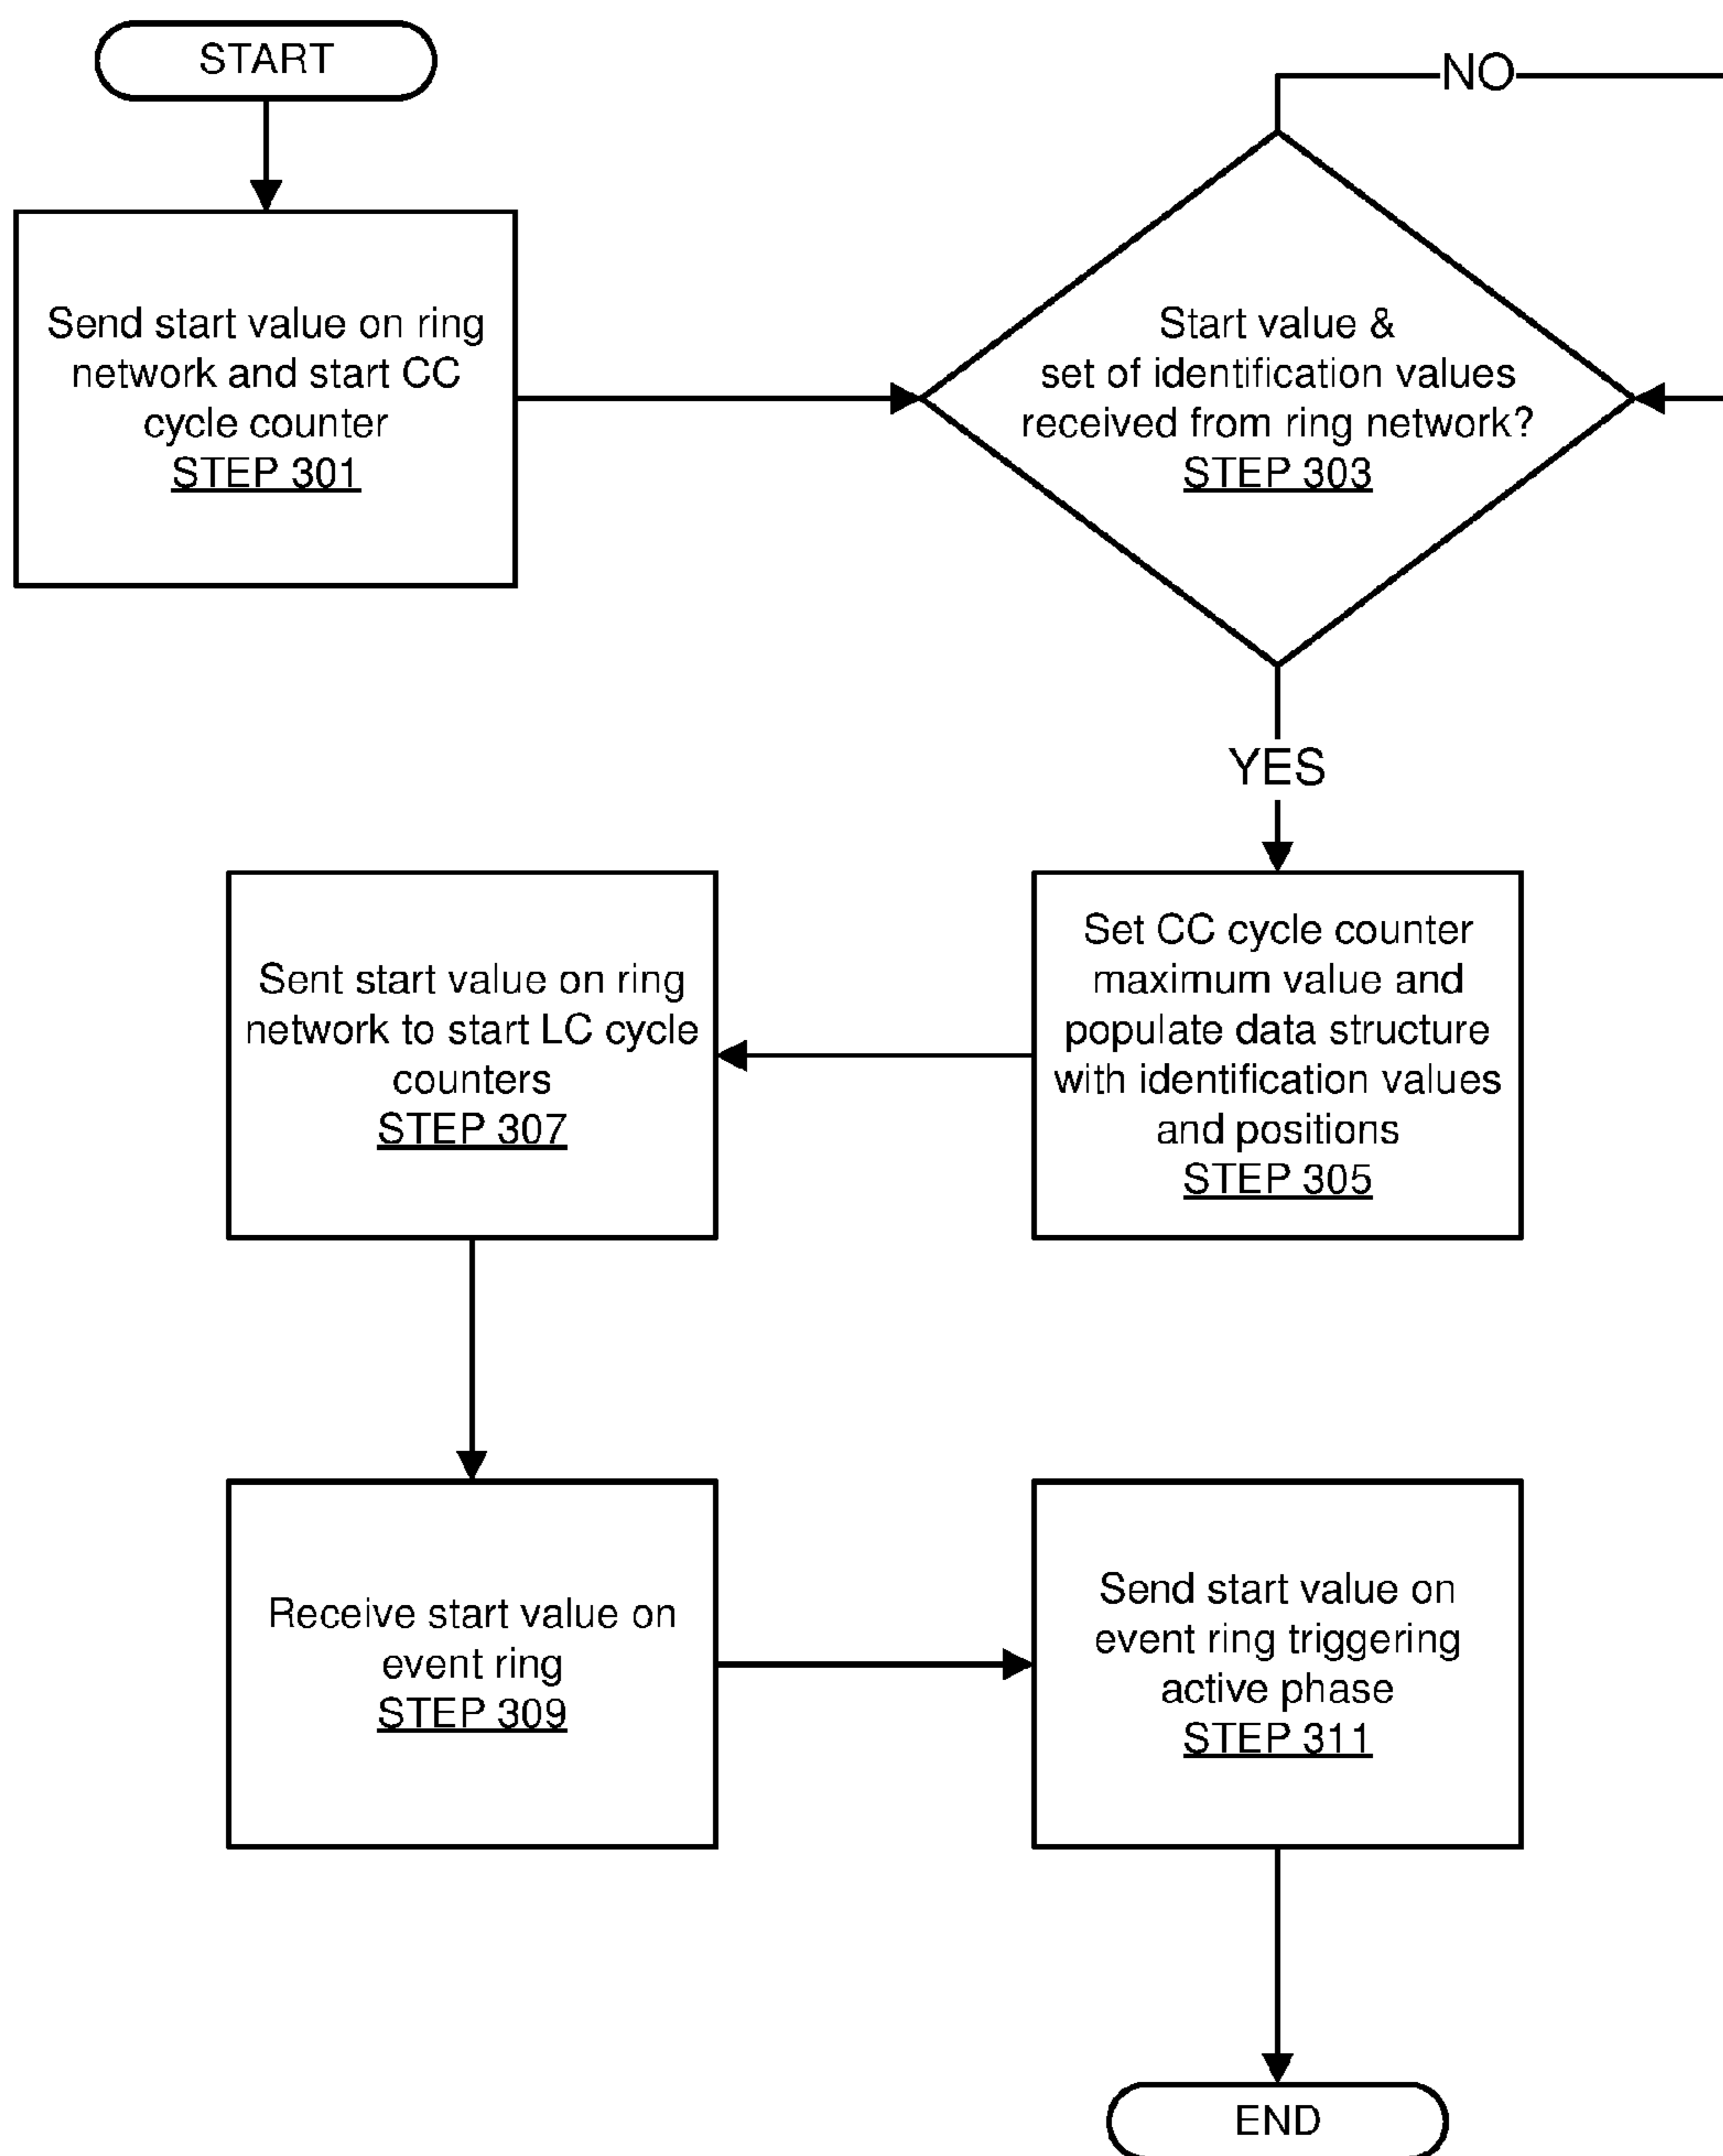 START
Send start value on ring
network and start CC
cycle counter
STEP 301
NO
Start value &
set of identification values
received from ring network?
STEP 303
YES
Set CC cycle counter
maximum value and
populate data structure
with identification values
and positions
STEP 305
Sent start value on ring
network to start LC cycle
counters
STEP 307
Receive start value on
event ring
STEP 309
Send start value on
event ring triggering
active phase
STEP 311
END